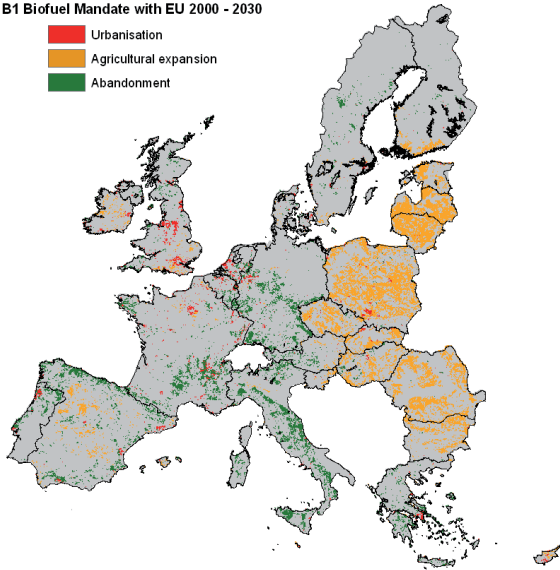 B1 Biofuel Mandate with EU 2000 - 2030
Urbanisation
Agricultural expansion
Abandonment